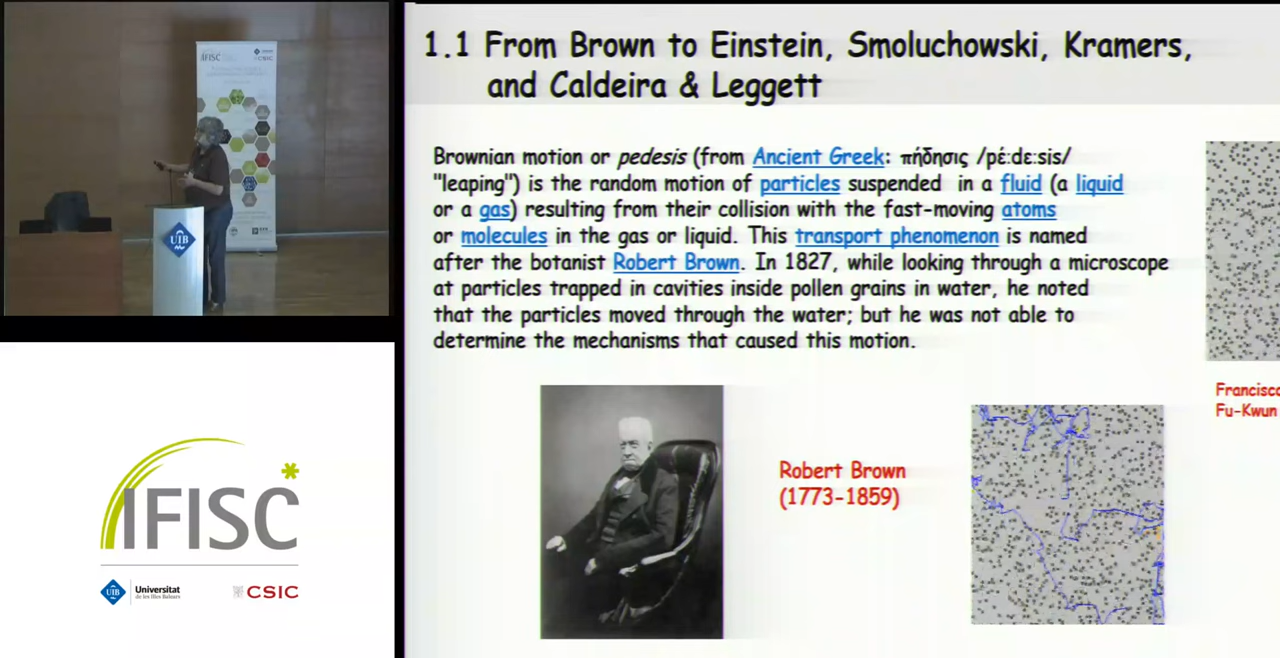 IFISC
CSIC
UIB
1.1 From Brown to Einstein, Smoluchowski, Kramers,
and Caldeira & Leggett
Brownian motion or pedesis (from Ancient Greek: πήδησις /pɛ́ːdɛːsis/
"leaping") is the random motion of particles suspended in a fluid (a liquid
or a gas) resulting from their collision with the fast-moving atoms
or molecules in the gas or liquid. This transport phenomenon is named
after the botanist Robert Brown. In 1827, while looking through a microscope
at particles trapped in cavities inside pollen grains in water, he noted
that the particles moved through the water; but he was not able to
determine the mechanisms that caused this motion.
Francisco
Fu-Kwun
Robert Brown
(1773-1859)
IFISC
UIB
Universitat
de les Illes Balears
CSIC